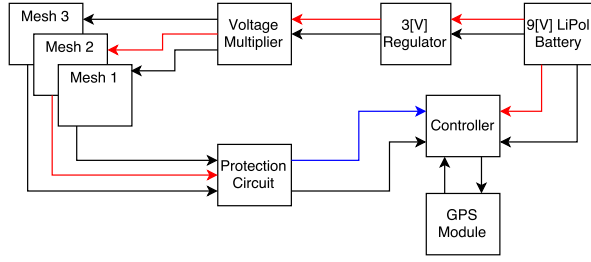 Mesh 3
Mesh 2
Mesh 1
Voltage
Multiplier
3[V]
Regulator
9[V] LiPol
Battery
Protection
Circuit
Controller
GPS
Module